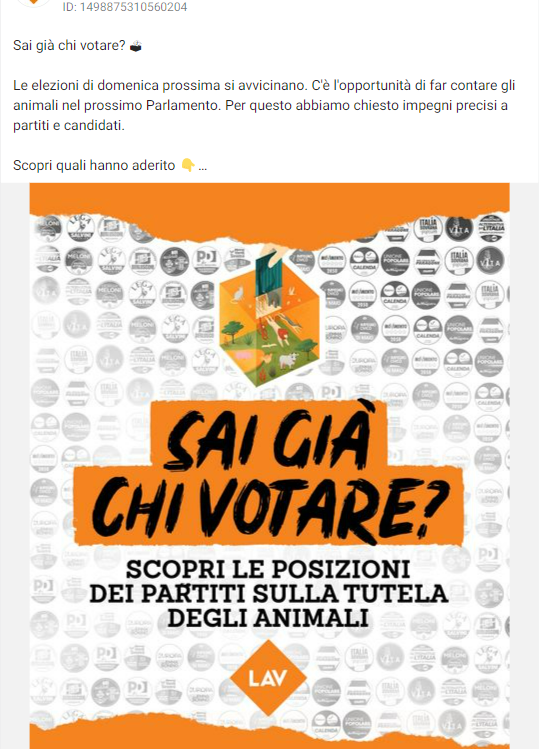 ID: 1498875310560204
Sai già chi votare? 🗳️
Le elezioni di domenica prossima si avvicinano. C'è l'opportunità di far contare gli
animali nel prossimo Parlamento. Per questo abbiamo chiesto impegni precisi a
partiti e candidati.
Scopri quali hanno aderito 👇 ...
SAI GIÀ
CHI VOTARE?
SCOPRI LE POSIZIONI
DEI PARTITI SULLA TUTELA
DEGLI ANIMALI
LAV